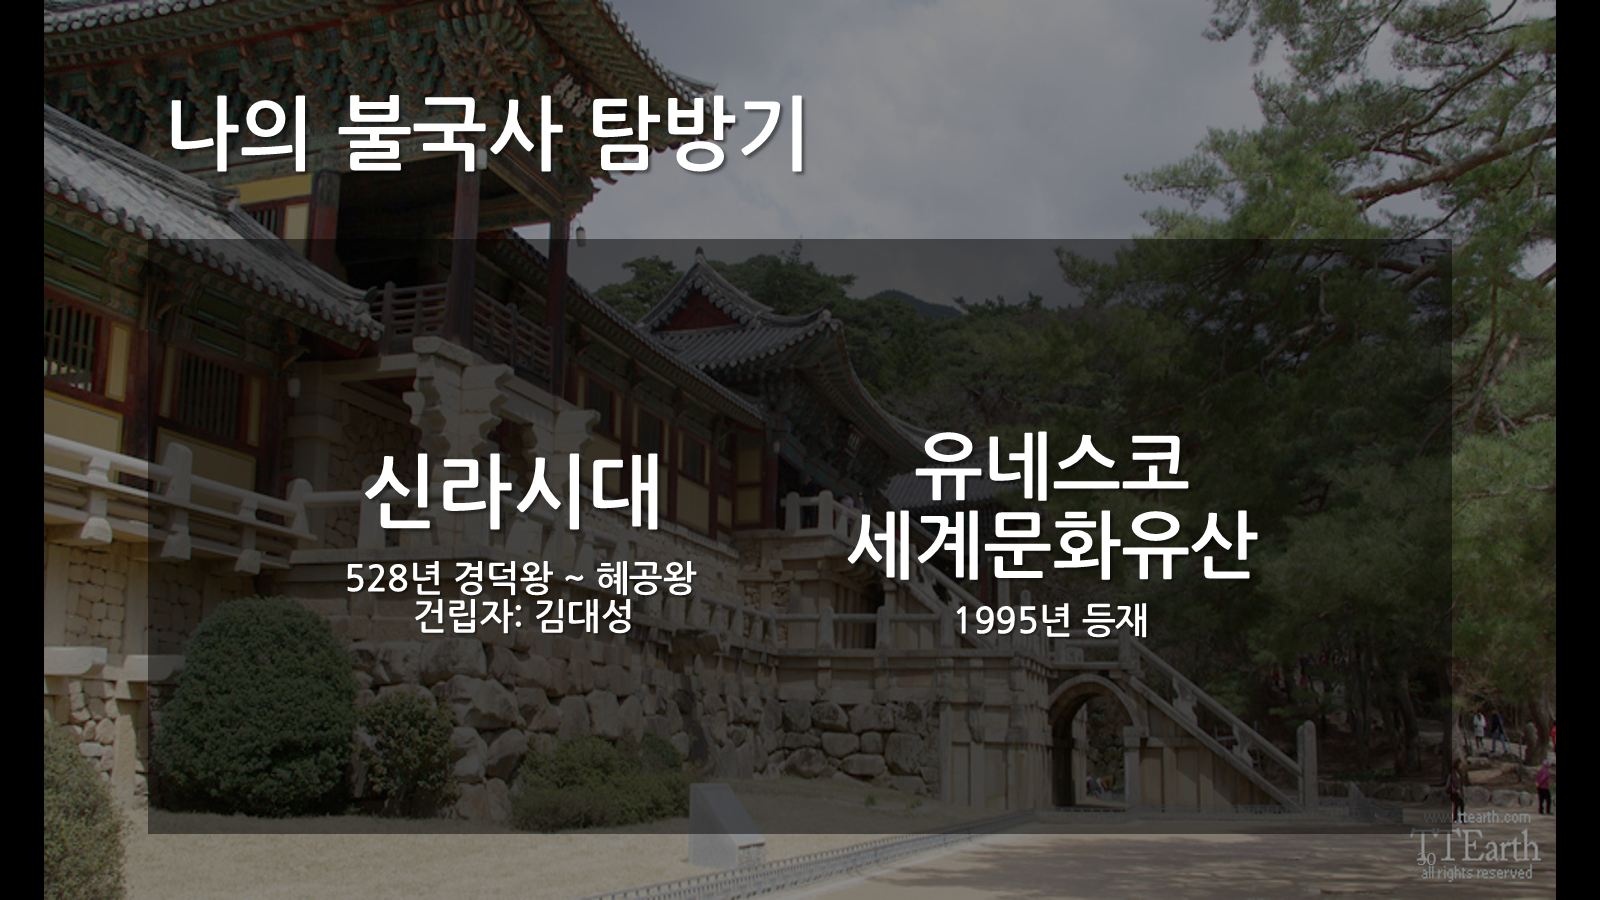 나의 불국사 탐방기
신라시대
528년 경덕왕 ~ 혜공왕
건립자: 김대성
유네스코
세계문화유산
1995년 등재
www.ttearth.com
TTEarth
30
all rights reserved